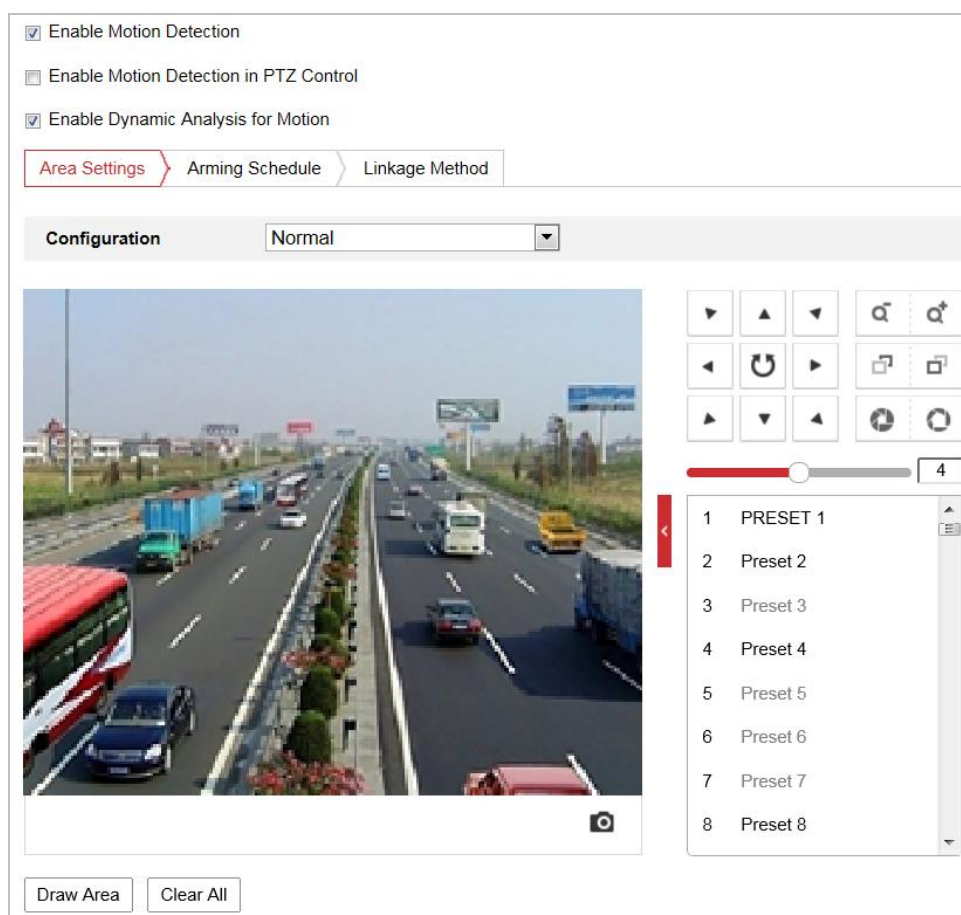 Enable Motion Detection
Enable Motion Detection in PTZ Control
Enable Dynamic Analysis for Motion
Area Settings
Arming Schedule
Linkage Method
Configuration
Normal
4
1 PRESET 1
2 Preset 2
3 Preset 3
4 Preset 4
5 Preset 5
6 Preset 6
7 Preset 7
8 Preset 8
Draw Area
Clear All